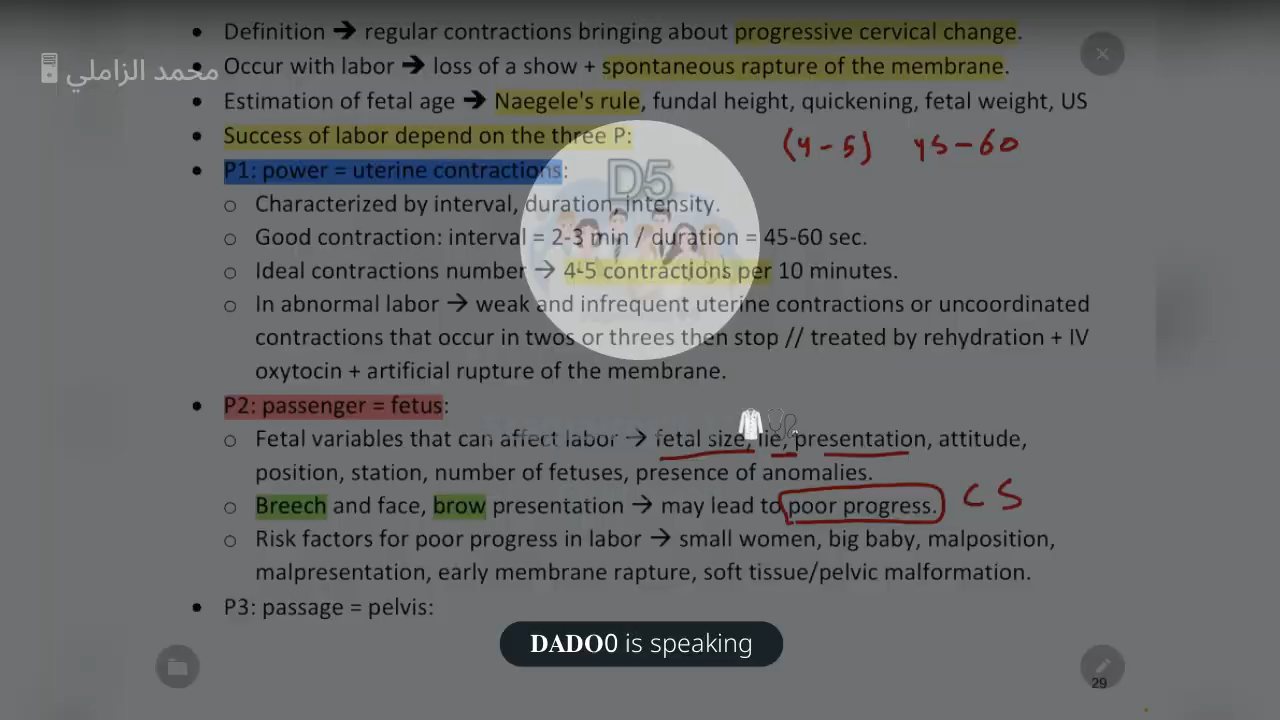 • Definition ➔ regular contractions bringing about progressive cervical change.
محمد الزاملي
• Occur with labor ➔ loss of a show + spontaneous rapture of the membrane.
• Estimation of fetal age ➔ Naegele's rule, fundal height, quickening, fetal weight, US
• Success of labor depend on the three P:
(4-5) 45-60
• P1: power = uterine contractions:
D5
o Characterized by interval, duration, intensity.
o Good contraction: interval = 2-3 min / duration = 45-60 sec.
o Ideal contractions number → 4-5 contractions per 10 minutes.
o In abnormal labor → weak and infrequent uterine contractions or uncoordinated
contractions that occur in twos or threes then stop // treated by rehydration + IV
oxytocin + artificial rupture of the membrane.
• P2: passenger = fetus:
o Fetal variables that can affect labor → fetal size, lie, presentation, attitude,
position, station, number of fetuses, presence of anomalies.
o Breech and face, brow presentation → may lead to poor progress. CS
o Risk factors for poor progress in labor → small women, big baby, malposition,
malpresentation, early membrane rapture, soft tissue/pelvic malformation.
• P3: passage = pelvis:
DADO0 is speaking
29